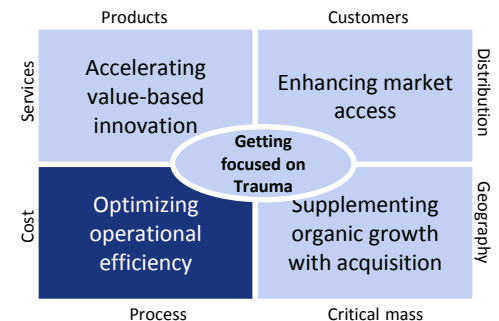 Products
Customers
Services
Accelerating
value-based
innovation
Enhancing market
access
Distribution
Getting
focused on
Trauma
Cost
Optimizing
operational
efficiency
Supplementing
organic growth
with acquisition
Geography
Process
Critical mass